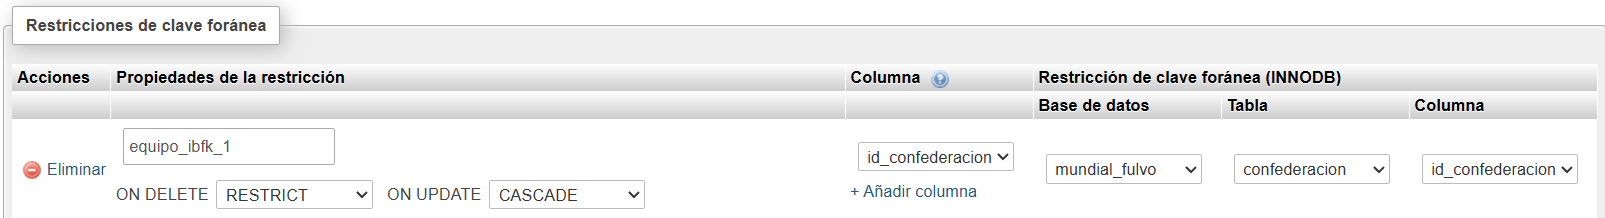 Restricciones de clave foránea
Acciones Propiedades de la restricción Columna Restricción de clave foránea (INNODB)
Base de datos Tabla Columna
equipo_ibfk_1
Eliminar id_confederacion mundial_fulvo confederacion id_confederacion
ON DELETE RESTRICT ON UPDATE CASCADE + Añadir columna